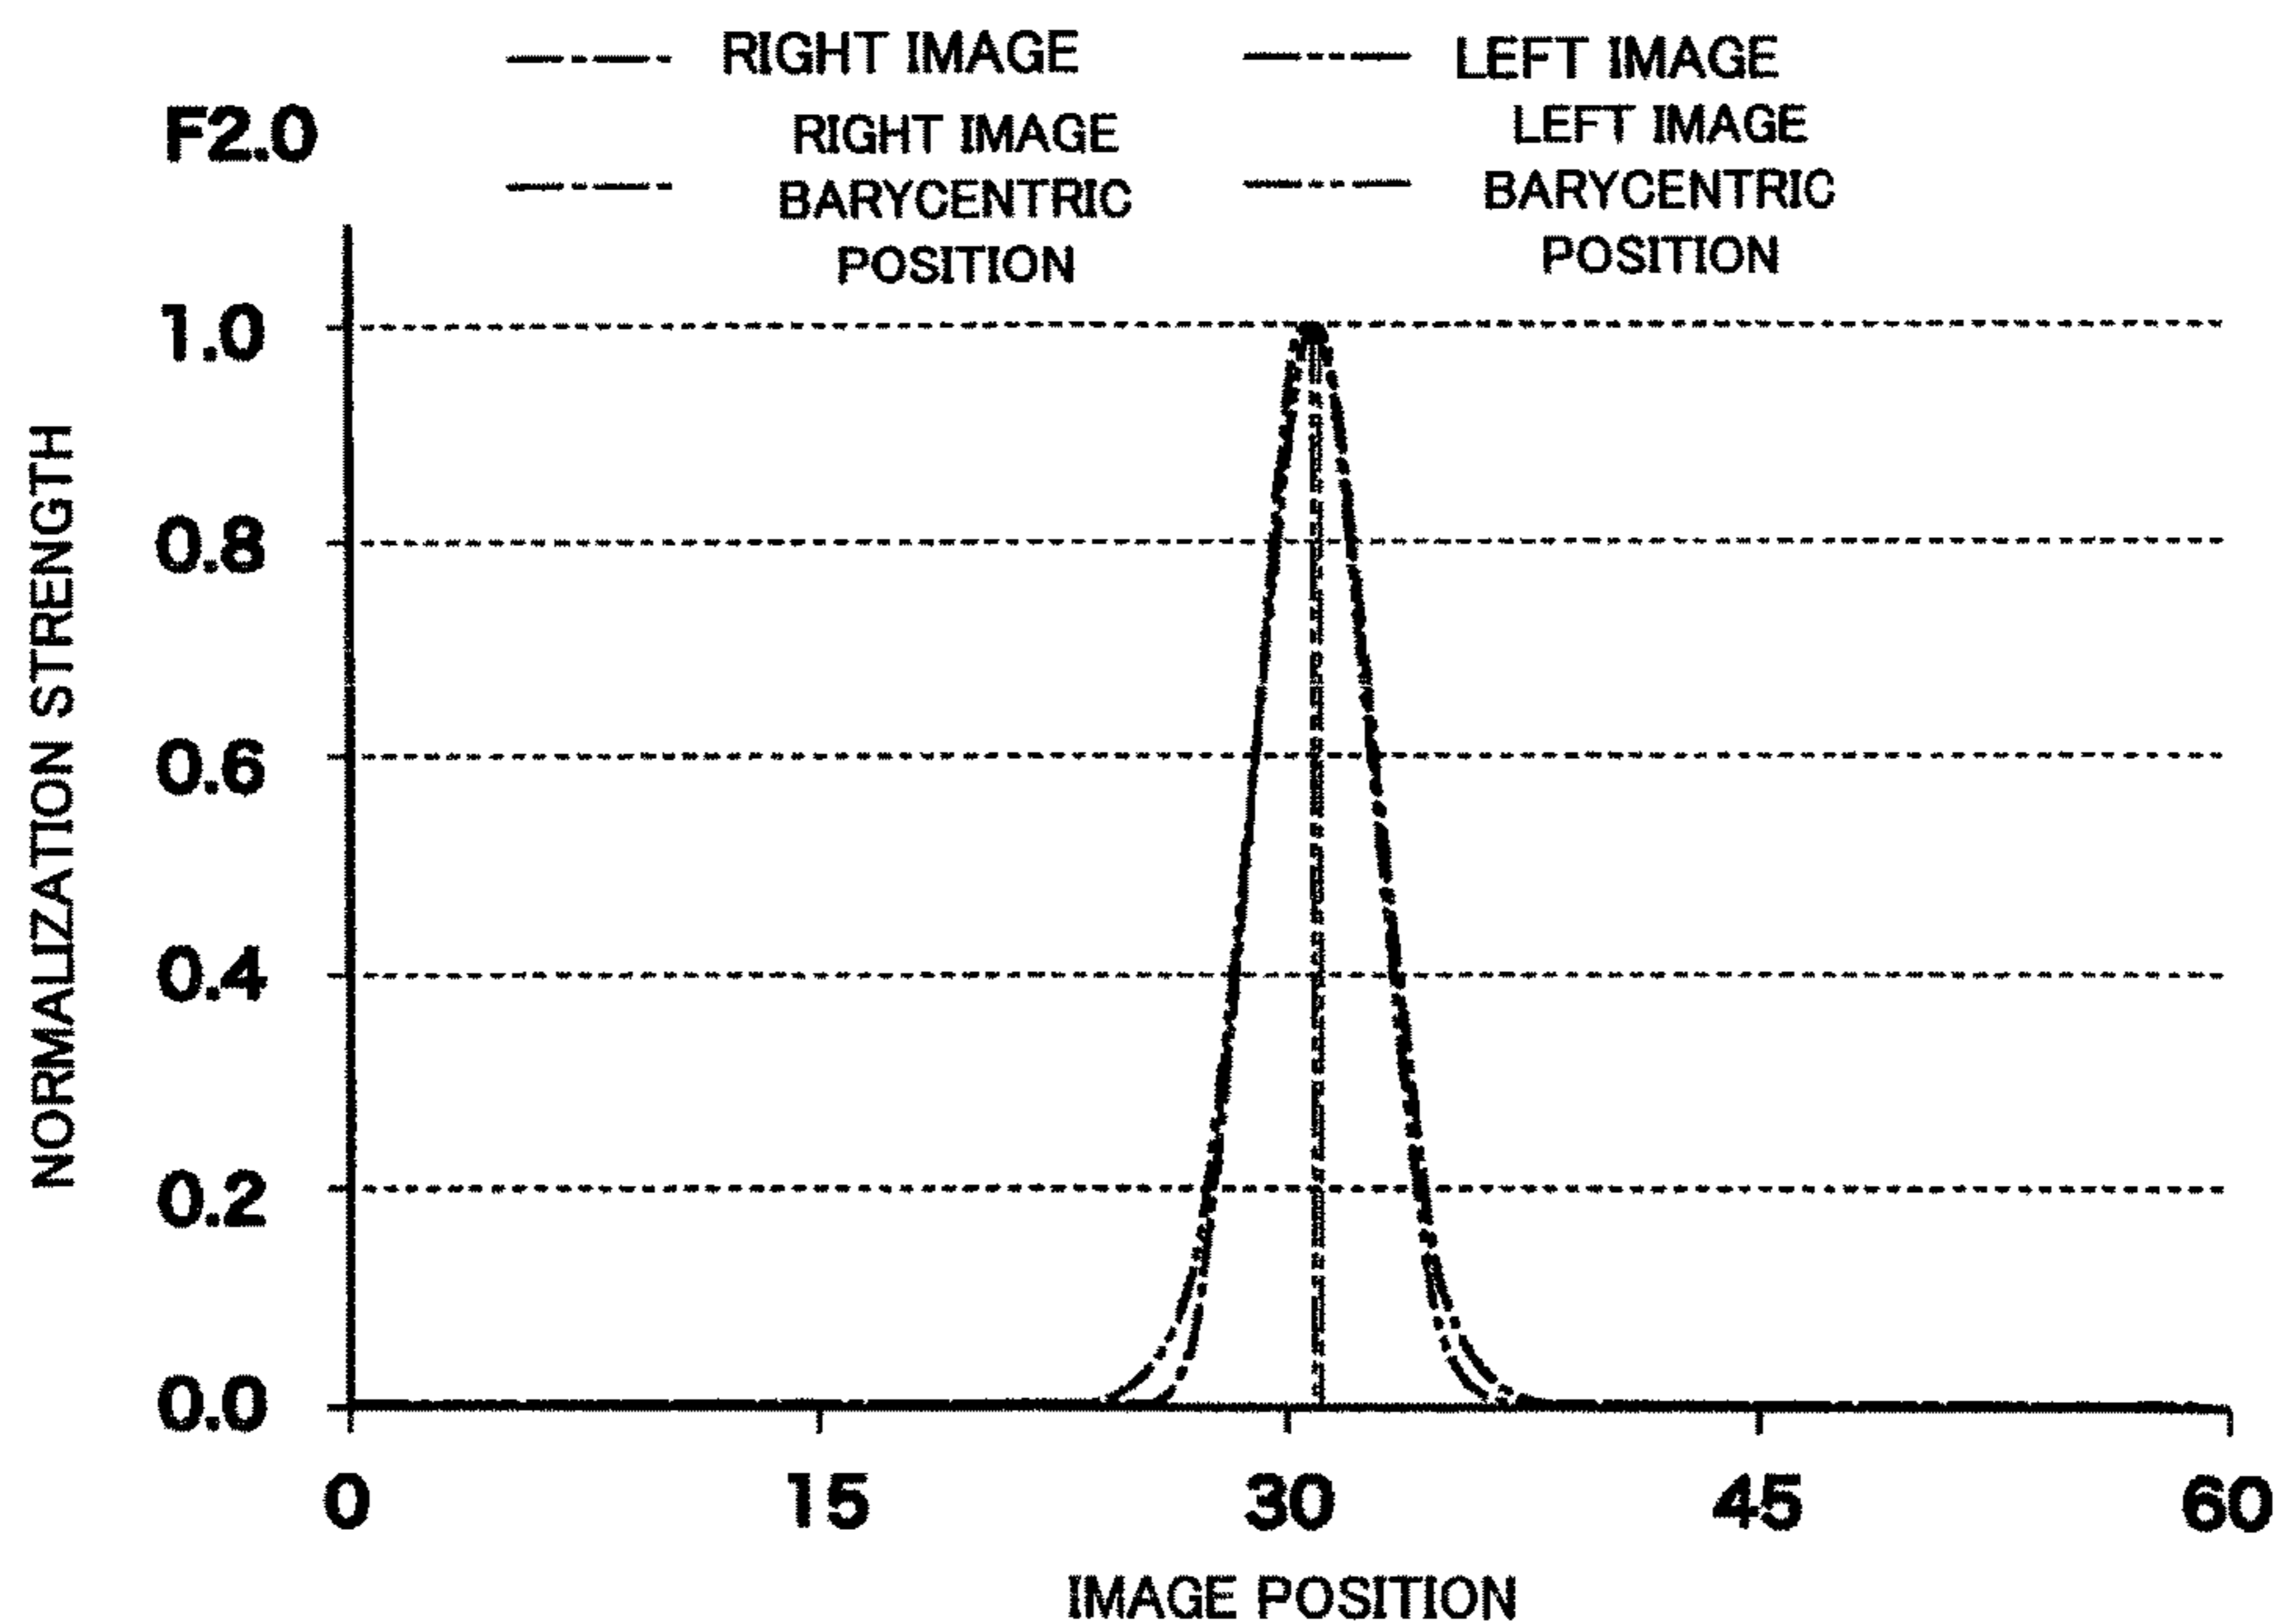 RIGHT IMAGE
LEFT IMAGE
F2.0
RIGHT IMAGE
BARYCENTRIC
POSITION
LEFT IMAGE
BARYCENTRIC
POSITION
NORMALIZATION STRENGTH
1.0
0.8
0.6
0.4
0.2
0.0
0
15
30
45
60
IMAGE POSITION